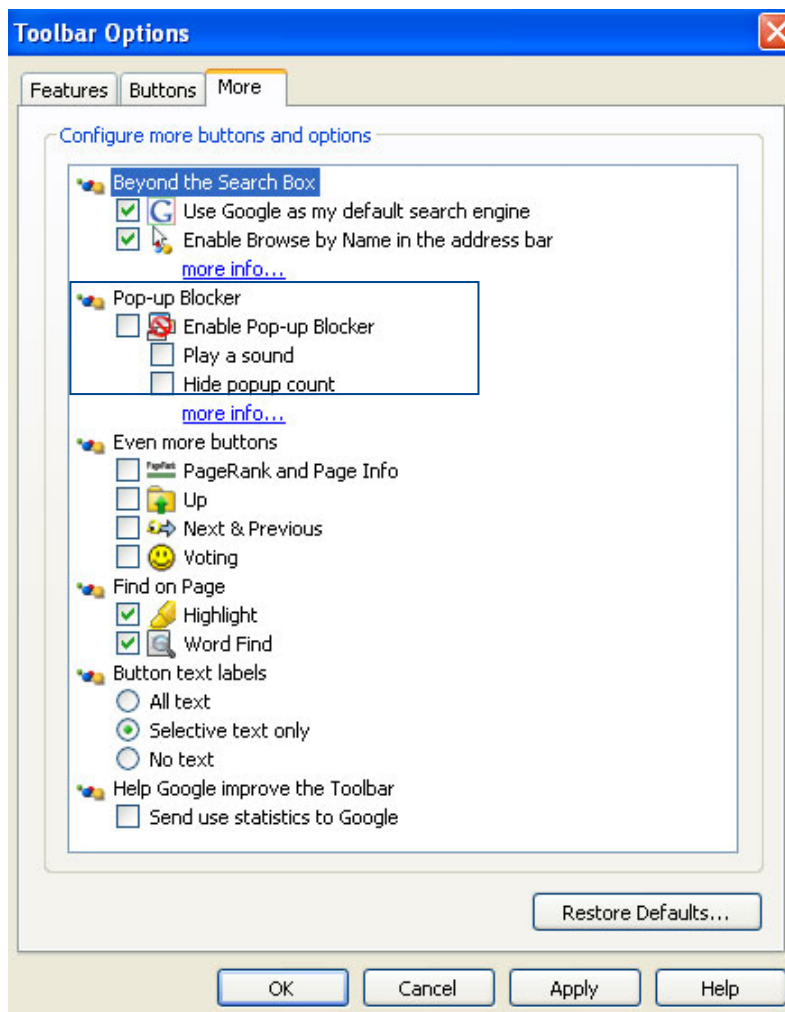 Toolbar Options
Features Buttons More
Configure more buttons and options
Beyond the Search Box
Use Google as my default search engine
Enable Browse by Name in the address bar
more info...
Pop-up Blocker
Enable Pop-up Blocker
Play a sound
Hide popup count
more info...
Even more buttons
PageRank PageRank and Page Info
Up
Next & Previous
Voting
Find on Page
Highlight
Word Find
Button text labels
All text
Selective text only
No text
Help Google improve the Toolbar
Send use statistics to Google
Restore Defaults...
OK Cancel Apply Help